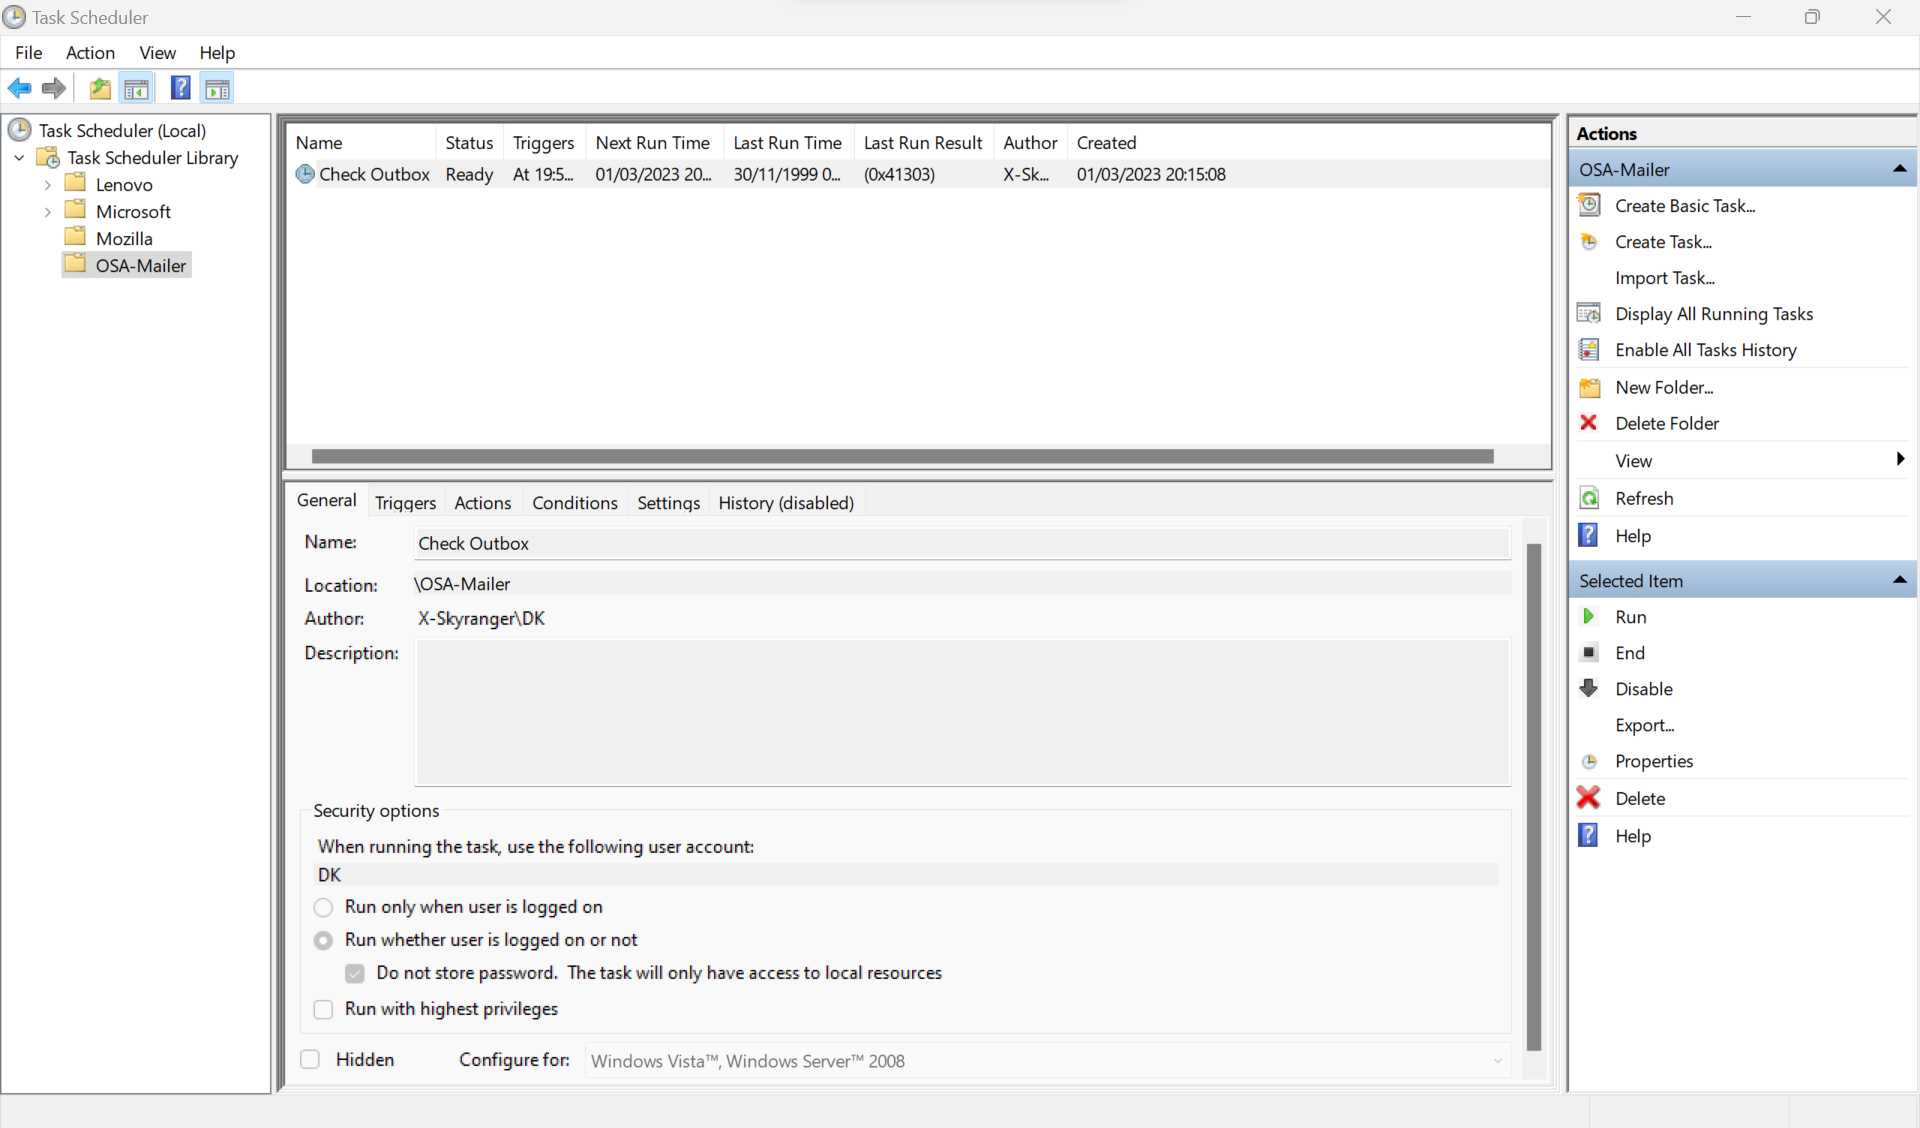 Task Scheduler
File Action View Help
Task Scheduler (Local)
Task Scheduler Library
Lenovo
Microsoft
Mozilla
OSA-Mailer
Name Status Triggers Next Run Time Last Run Time Last Run Result Author Created
Check Outbox Ready At 19:5... 01/03/2023 20... 30/11/1999 0... (0x41303) X-Sk... 01/03/2023 20:15:08
General Triggers Actions Conditions Settings History (disabled)
Name: Check Outbox
Location: \OSA-Mailer
Author: X-Skyranger\DK
Description:
Security options
When running the task, use the following user account:
DK
Run only when user is logged on
Run whether user is logged on or not
Do not store password. The task will only have access to local resources
Run with highest privileges
Hidden Configure for: Windows Vista™, Windows Server™ 2008
Actions
OSA-Mailer
Create Basic Task...
Create Task...
Import Task...
Display All Running Tasks
Enable All Tasks History
New Folder...
Delete Folder
View
Refresh
Help
Selected Item
Run
End
Disable
Export...
Properties
Delete
Help